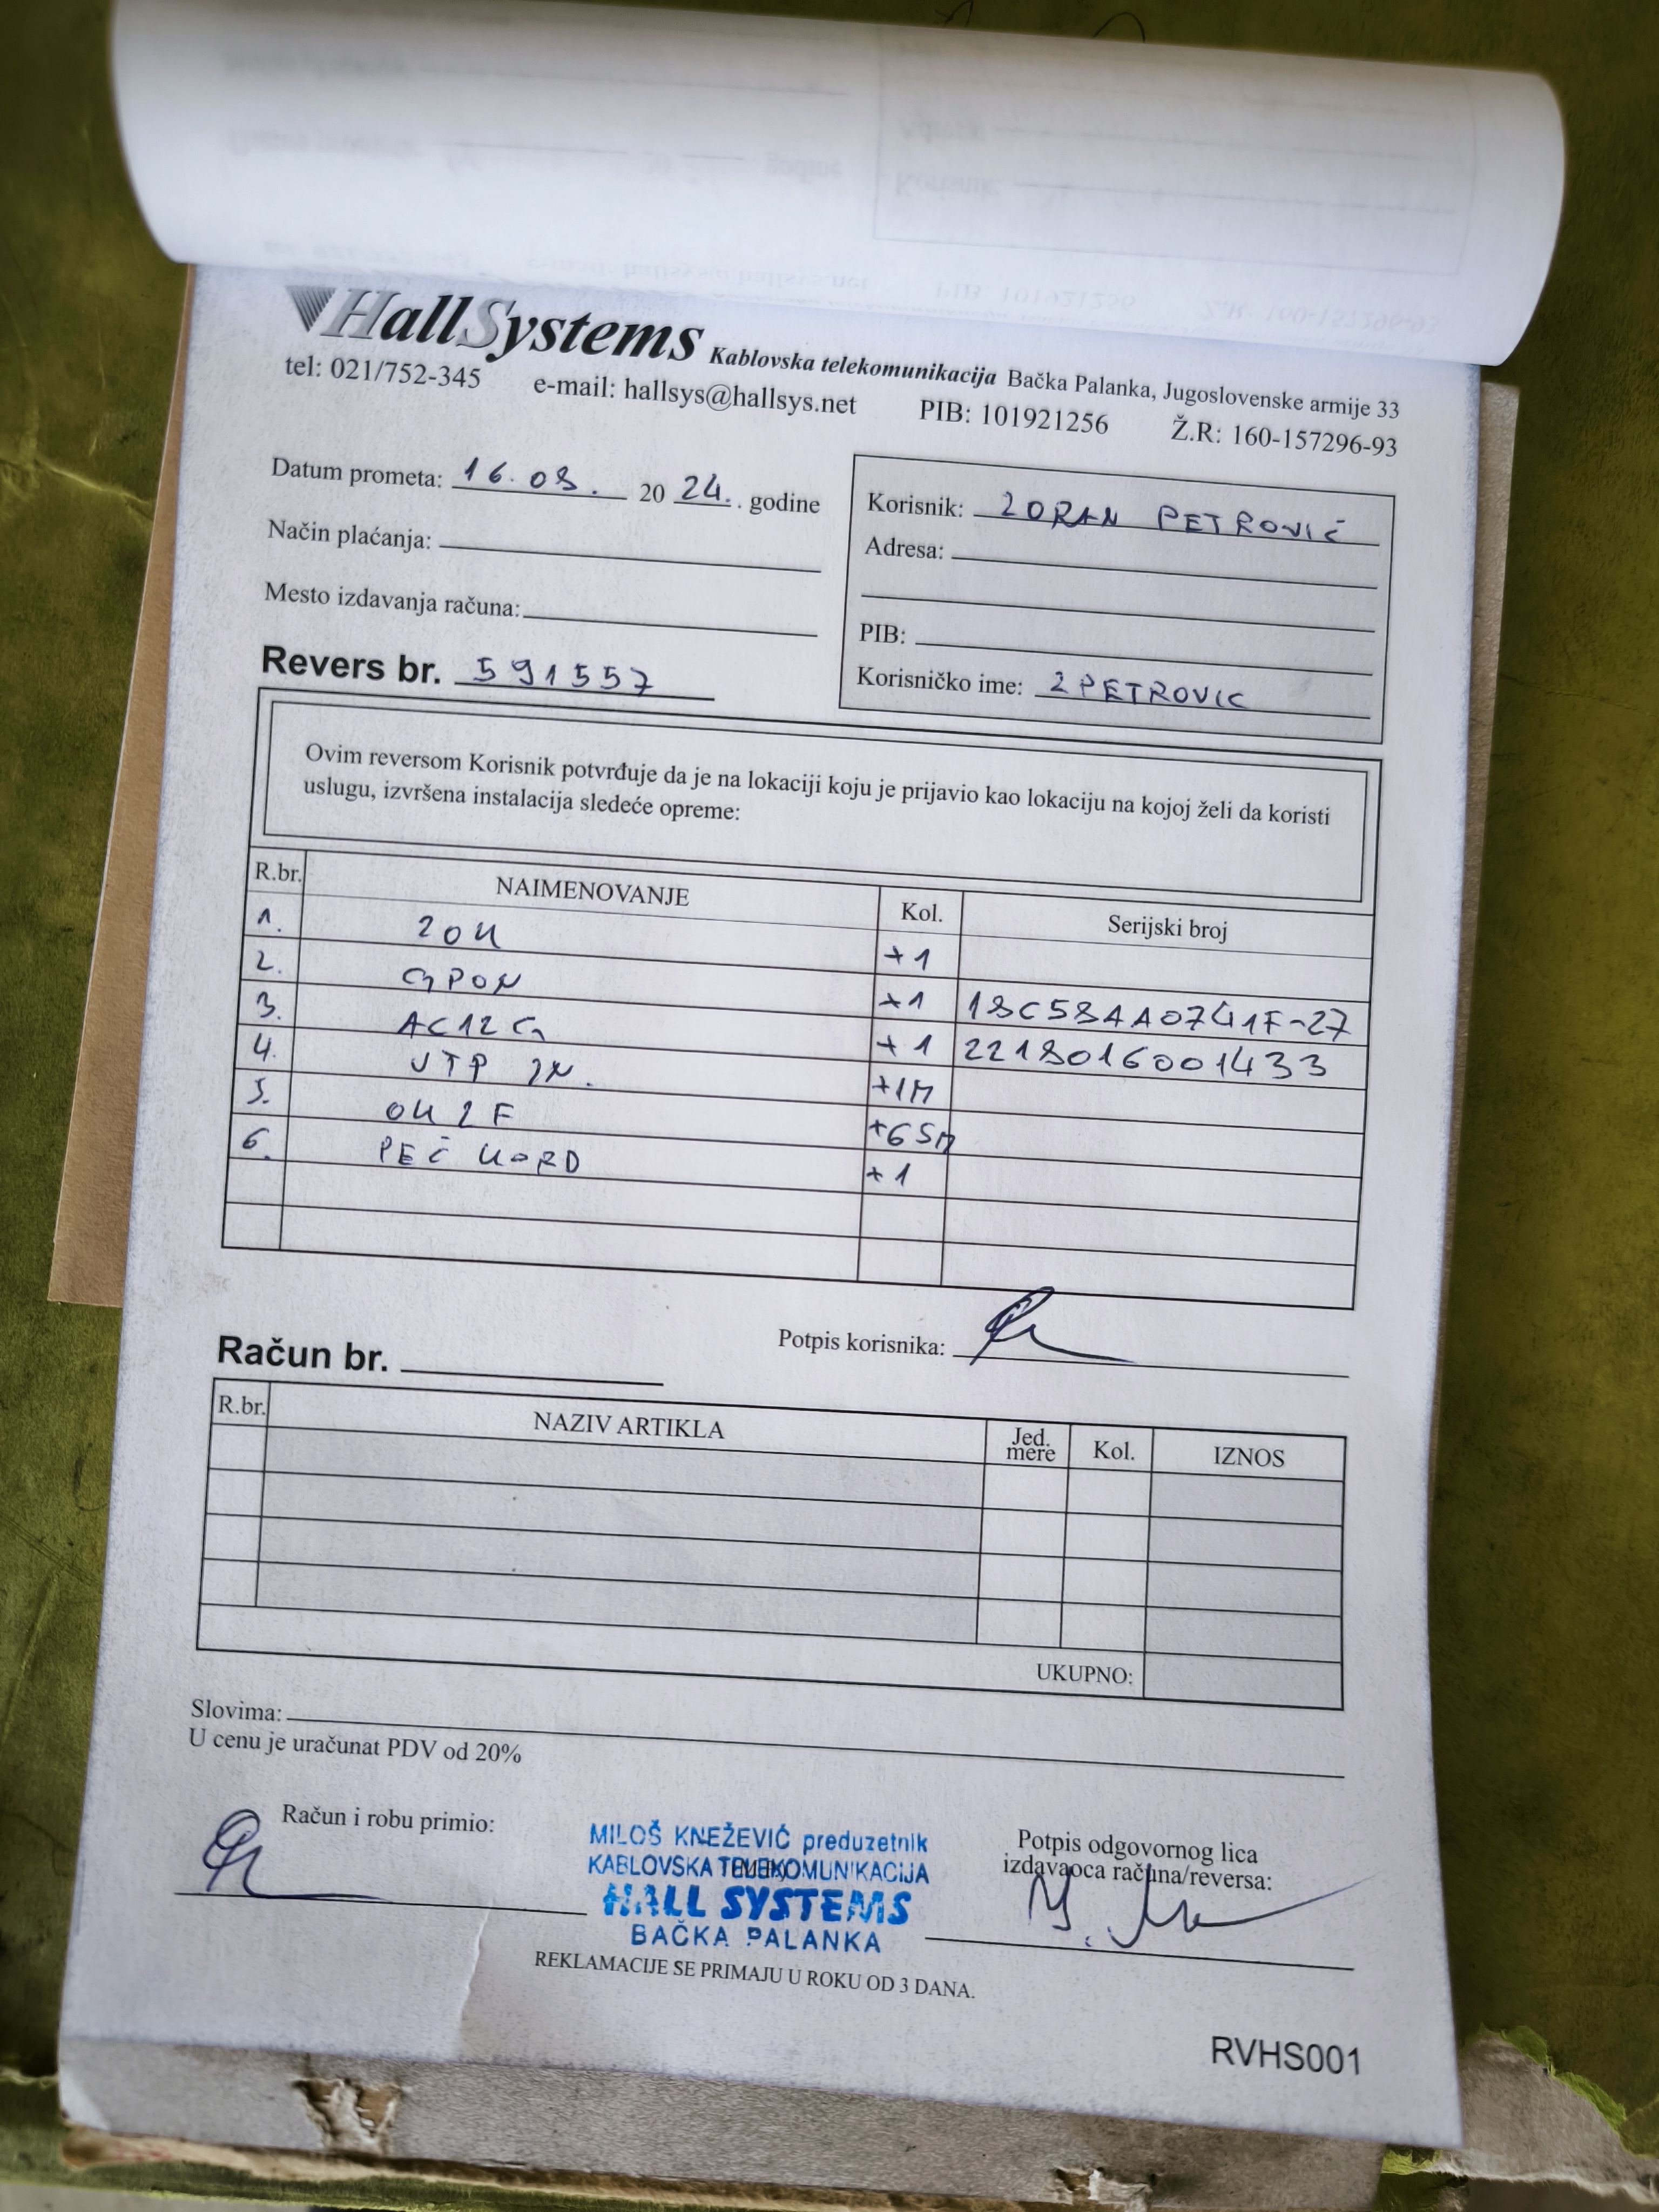 HallSystems Kablovska telekomunikacija Bačka Palanka, Jugoslovenske armije 33
tel: 021/752-345 e-mail: hallsys@hallsys.net PIB: 101921256 Ž.R: 160-157296-93
Datum prometa: 16.08. 20 24. . godine
Način plaćanja:
Mesto izdavanja računa:
Revers br. 591557
Korisnik: ZORAN PETROVIĆ
Adresa:
PIB:
Korisničko ime: ZPETROVIC
Ovim reversom Korisnik potvrđuje da je na lokaciji koju je prijavio kao lokaciju na kojoj želi da koristi
uslugu, izvršena instalacija sledeće opreme:
R.br. NAIMENOVANJE Kol. Serijski broj
1. ZOK +1
2. GPON +1 18C58AA0741F-27
3. AC12G +1 2218016001433
4. UTP +1M
5. OK 2F +65M
6. PEČ KORD +1
Potpis korisnika:
Račun br.
R.br. NAZIV ARTIKLA Jed. mere Kol. IZNOS
UKUPNO:
Slovima:
U cenu je uračunat PDV od 20%
Račun i robu primio:
MILOŠ KNEŽEVIĆ preduzetnik
KABLOVSKA TELEKOMUNIKACIJA
HALL SYSTEMS
BAČKA PALANKA
Potpis odgovornog lica
izdavaoca računa/reversa:
REKLAMACIJE SE PRIMAJU U ROKU OD 3 DANA.
RVHS001